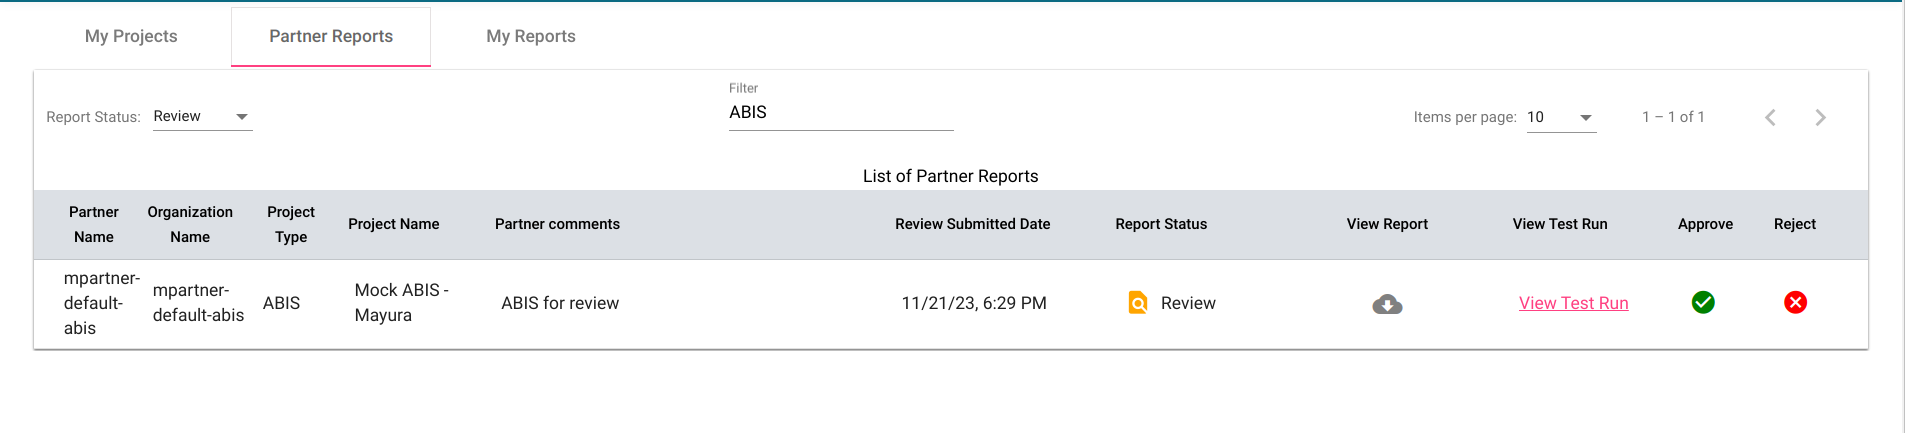 My Projects Partner Reports My Reports
Filter
Report Status: Review ABIS Items per page: 10 1 – 1 of 1
List of Partner Reports
Partner Name Organization Name Project Type Project Name Partner comments Review Submitted Date Report Status View Report View Test Run Approve Reject
mpartner-
default-
abis
mpartner-
default-abis
ABIS
Mock ABIS -
Mayura
ABIS for review
11/21/23, 6:29 PM
Review
View Test Run